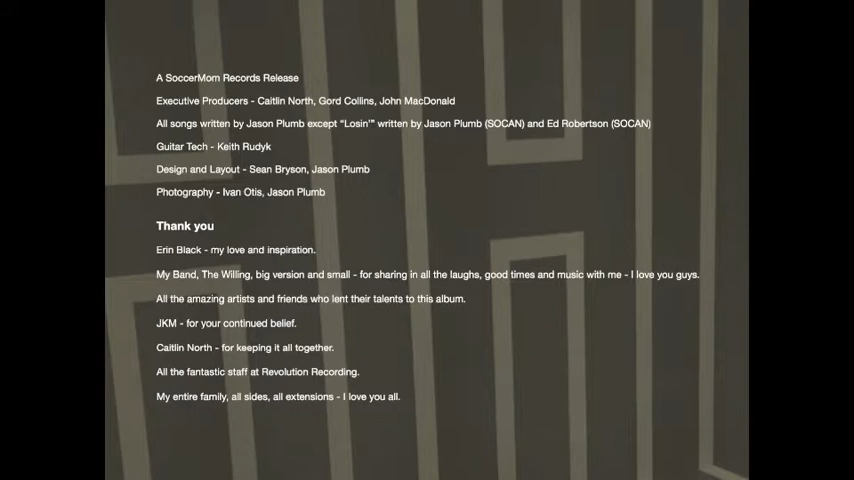 A SoccerMom Records Release
Executive Producers - Caitlin North, Gord Collins, John MacDonald
All songs written by Jason Plumb except “Losin’” written by Jason Plumb (SOCAN) and Ed Robertson (SOCAN)
Guitar Tech - Keith Rudyk
Design and Layout - Sean Bryson, Jason Plumb
Photography - Ivan Otis, Jason Plumb
Thank you
Erin Black - my love and inspiration.
My Band, The Willing, big version and small - for sharing in all the laughs, good times and music with me - I love you guys.
All the amazing artists and friends who lent their talents to this album.
JKM - for your continued belief.
Caitlin North - for keeping it all together.
All the fantastic staff at Revolution Recording.
My entire family, all sides, all extensions - I love you all.